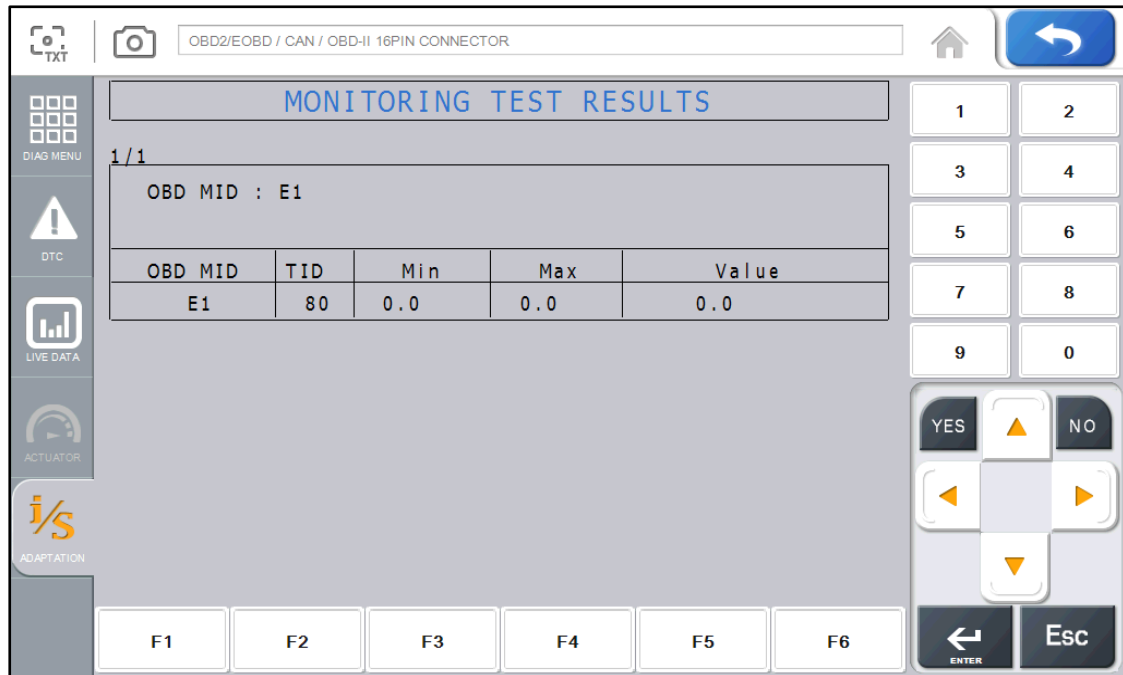 TXT
OBD2/EOBD / CAN / OBD-II 16PIN CONNECTOR
DIAG MENU
DTC
LIVE DATA
ACTUATOR
i/s
ADAPTATION
MONITORING TEST RESULTS
1/1
OBD MID : E1
OBD MID TID Min Max Value
E1 80 0.0 0.0 0.0
F1 F2 F3 F4 F5 F6
1 2
3 4
5 6
7 8
9 0
YES NO
ENTER Esc